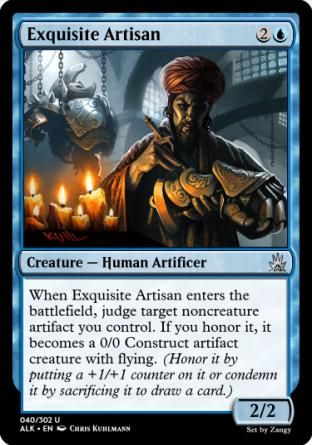 Exquisite Artisan 2
KUHL
Creature — Human Artificer
When Exquisite Artisan enters the
battlefield, judge target noncreature
artifact you control. If you honor it, it
becomes a 0/0 Construct artifact
creature with flying. (Honor it by
putting a +1/+1 counter on it or condemn
it by sacrificing it to draw a card.)
2/2
040/302 U
ALK • EN Chris Kuhlmann
Set by Zangy